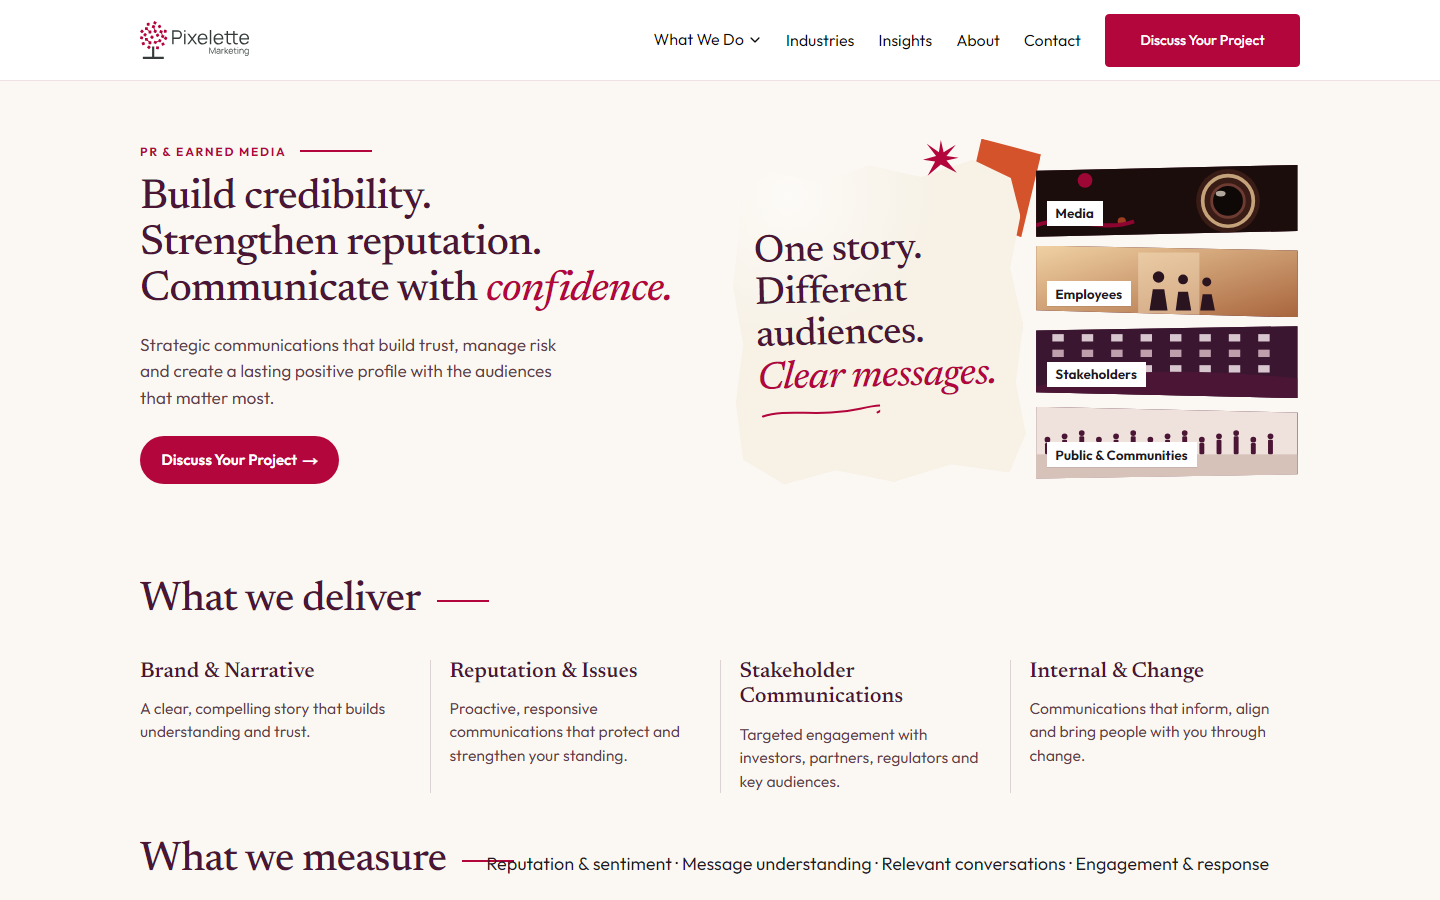 Pixelette
Marketing
What We Do
Industries
Insights
About
Contact
Discuss Your Project
PR & EARNED MEDIA
Build credibility.
Strengthen reputation.
Communicate with confidence.
Strategic communications that build trust, manage risk
and create a lasting positive profile with the audiences
that matter most.
Discuss Your Project →
One story.
Different
audiences.
Clear messages.
Media
Employees
Stakeholders
Public & Communities
What we deliver
Brand & Narrative
A clear, compelling story that builds
understanding and trust.
Reputation & Issues
Proactive, responsive
communications that protect and
strengthen your standing.
Stakeholder
Communications
Targeted engagement with
investors, partners, regulators and
key audiences.
Internal & Change
Communications that inform, align
and bring people with you through
change.
What we measure
Reputation & sentiment · Message understanding · Relevant conversations · Engagement & response